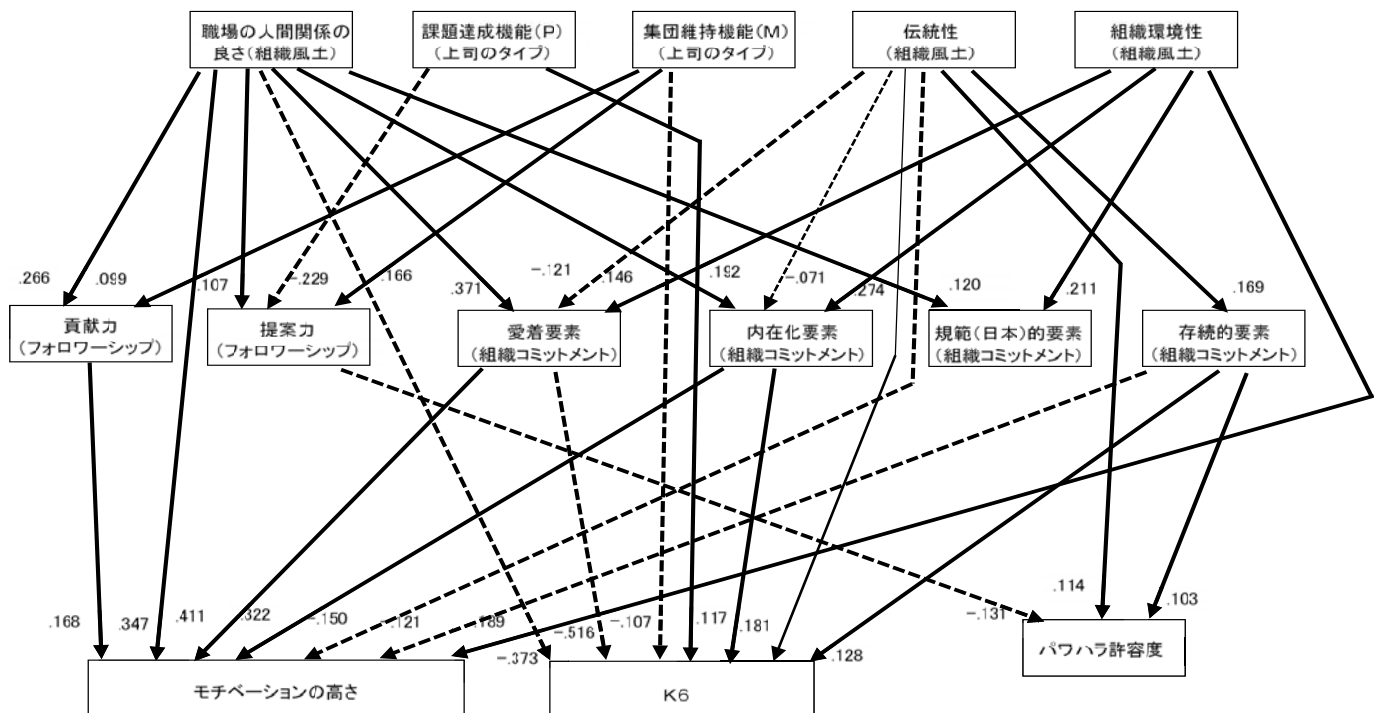 職場の人間関係の
良さ(組織風土)
課題達成機能(P)
(上司のタイプ)
集団維持機能(M)
(上司のタイプ)
伝統性
(組織風土)
組織環境性
(組織風土)
.266
.099
.107
-.229
.166
.371
-.121
.146
.192
-.071
.274
.120
.211
.169
貢献力
(フォロワーシップ)
提案力
(フォロワーシップ)
愛着要素
(組織コミットメント)
内在化要素
(組織コミットメント)
規範(日本)的要素
(組織コミットメント)
存続的要素
(組織コミットメント)
.168
.347
.411
.322
-.150
-.121
.189
-.373
-.516
-.107
.117
.181
.128
-.131
.114
.103
モチベーションの高さ
K6
パワハラ許容度